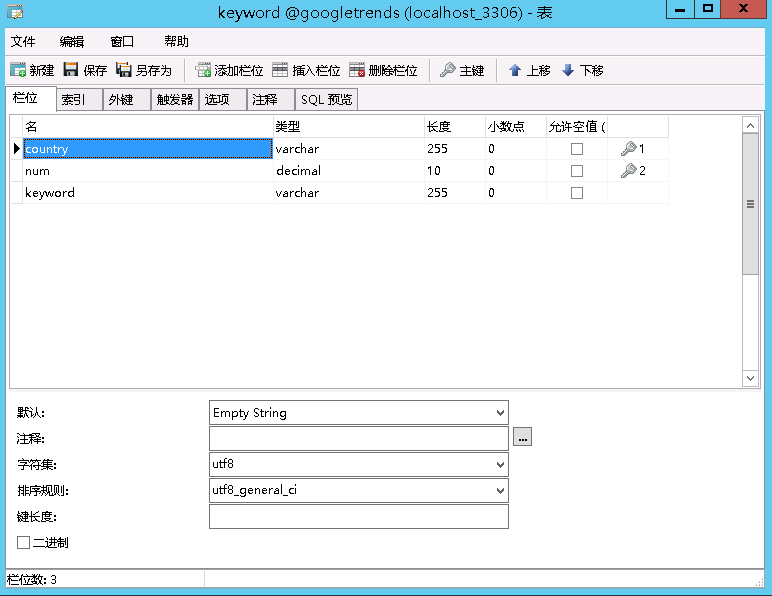 keyword @googletrends (localhost_3306) - 表
文件 编辑 窗口 帮助
新建 保存 另存为 添加栏位 插入栏位 删除栏位 主键 上移 下移
栏位 索引 外键 触发器 选项 注释 SQL 预览
名 类型 长度 小数点 允许空值 (
country varchar 255 0 1
num decimal 10 0 2
keyword varchar 255 0
默认: Empty String
注释: ...
字符集: utf8
排序规则: utf8_general_ci
键长度:
二进制
栏位数: 3